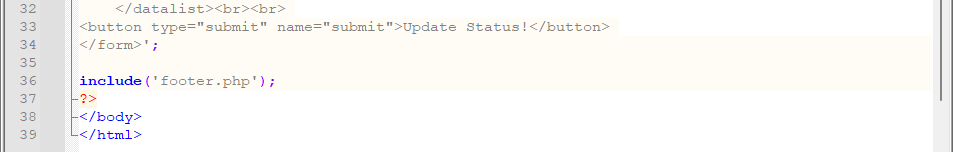 32 </datalist><br><br>
33 <button type="submit" name="submit">Update Status!</button>
34 </form>';
35
36 include('footer.php');
37 ?>
38 </body>
39 </html>